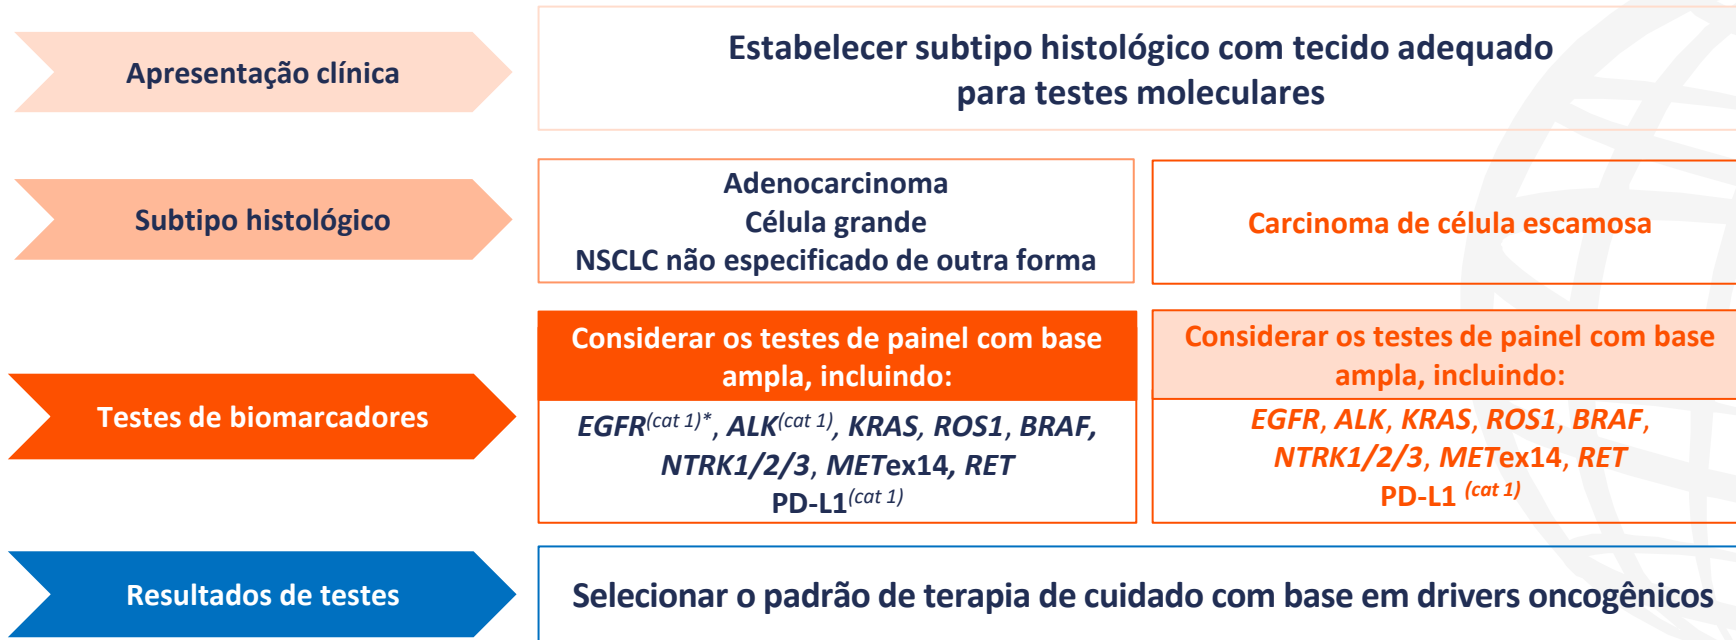 Apresentação clínica
Estabelecer subtipo histológico com tecido adequado
para testes moleculares
Subtipo histológico
Adenocarcinoma
Célula grande
NSCLC não especificado de outra forma
Carcinoma de célula escamosa
Testes de biomarcadores
Considerar os testes de painel com base
ampla, incluindo:
EGFR(cat 1)*, ALK(cat 1), KRAS, ROS1, BRAF,
NTRK1/2/3, METex14, RET
PD-L1(cat 1)
Considerar os testes de painel com base
ampla, incluindo:
EGFR, ALK, KRAS, ROS1, BRAF,
NTRK1/2/3, METex14, RET
PD-L1 (cat 1)
Resultados de testes
Selecionar o padrão de terapia de cuidado com base em drivers oncogênicos